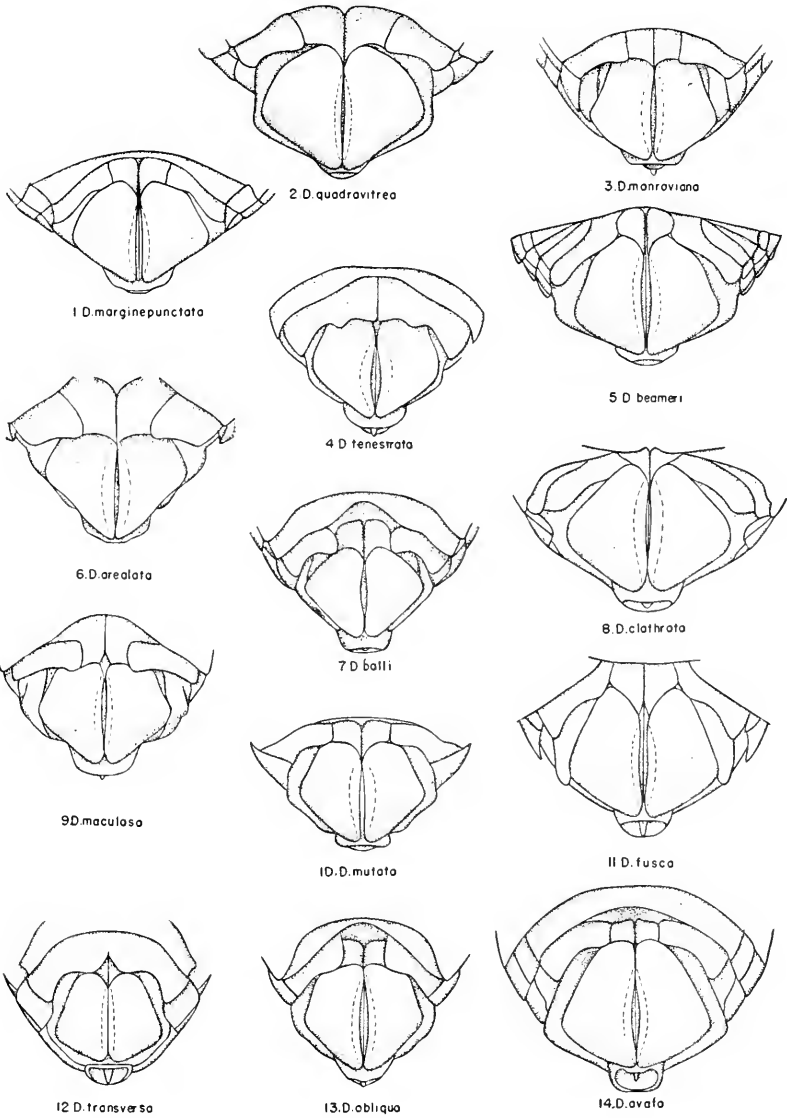 1 D.marginepunctata
2 D.quadravitrea
3.D.monroviana
4 D tenestrata
5 D beameri
6.D.arealata
7 D balli
8.D.clathrata
9.D.maculosa
10.D.mutata
11 D.fusca
12 D.transversa
13.D.obliqua
14.D.ovata